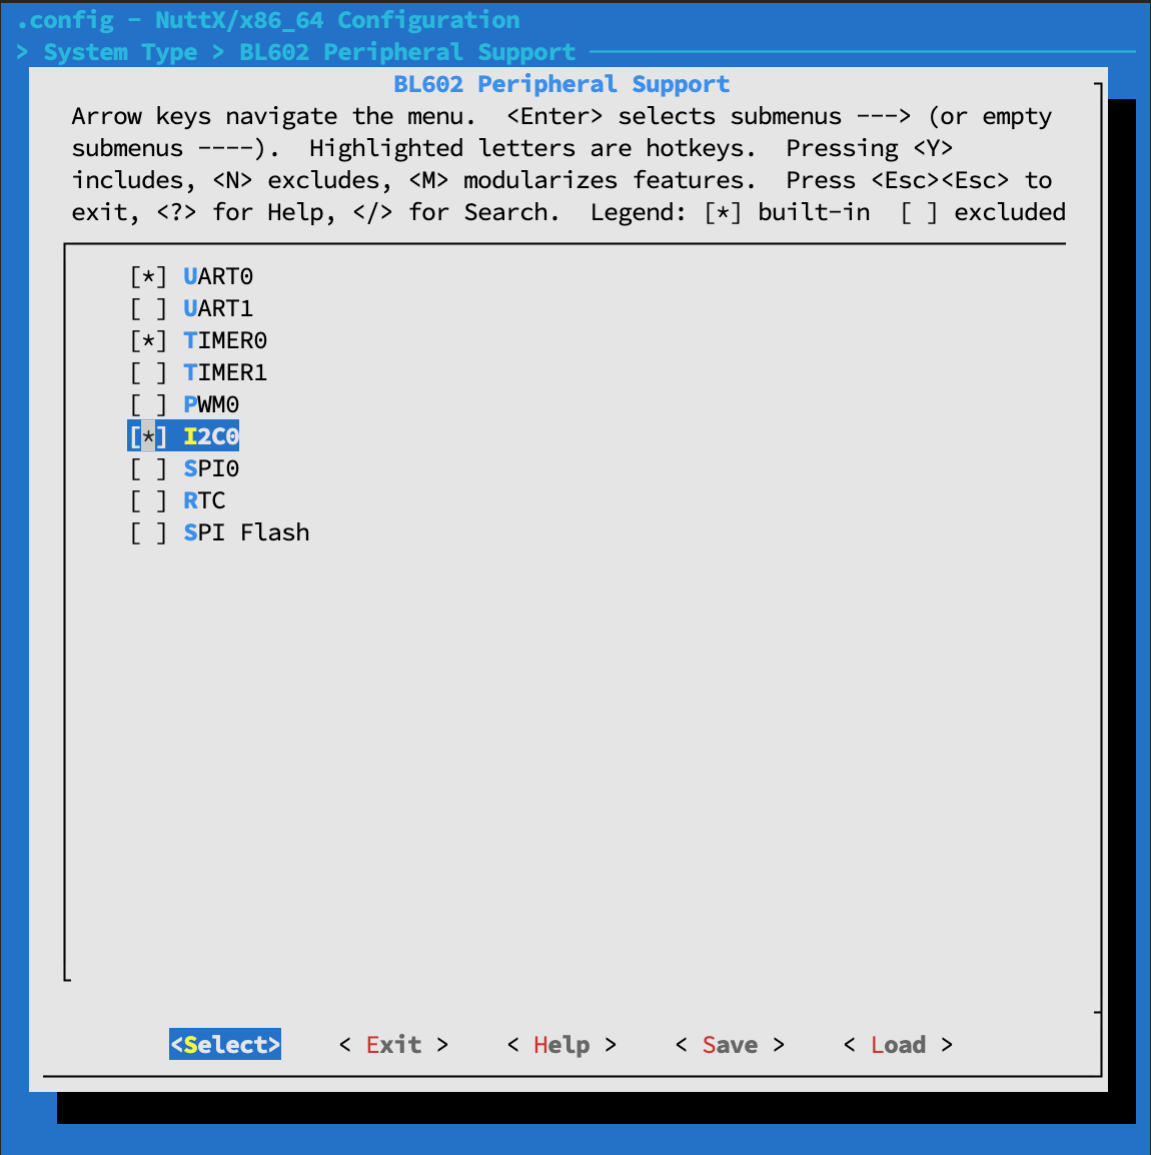 .config - NuttX/x86_64 Configuration
> System Type > BL602 Peripheral Support
BL602 Peripheral Support
Arrow keys navigate the menu.  <Enter> selects submenus ---> (or empty
submenus ----).  Highlighted letters are hotkeys.  Pressing <Y>
includes, <N> excludes, <M> modularizes features.  Press <Esc><Esc> to
exit, <?> for Help, </> for Search.  Legend: [*] built-in  [ ] excluded
[*] UART0
[ ] UART1
[*] TIMER0
[ ] TIMER1
[ ] PWM0
[*] I2C0
[ ] SPI0
[ ] RTC
[ ] SPI Flash
<Select>    < Exit >    < Help >    < Save >    < Load >